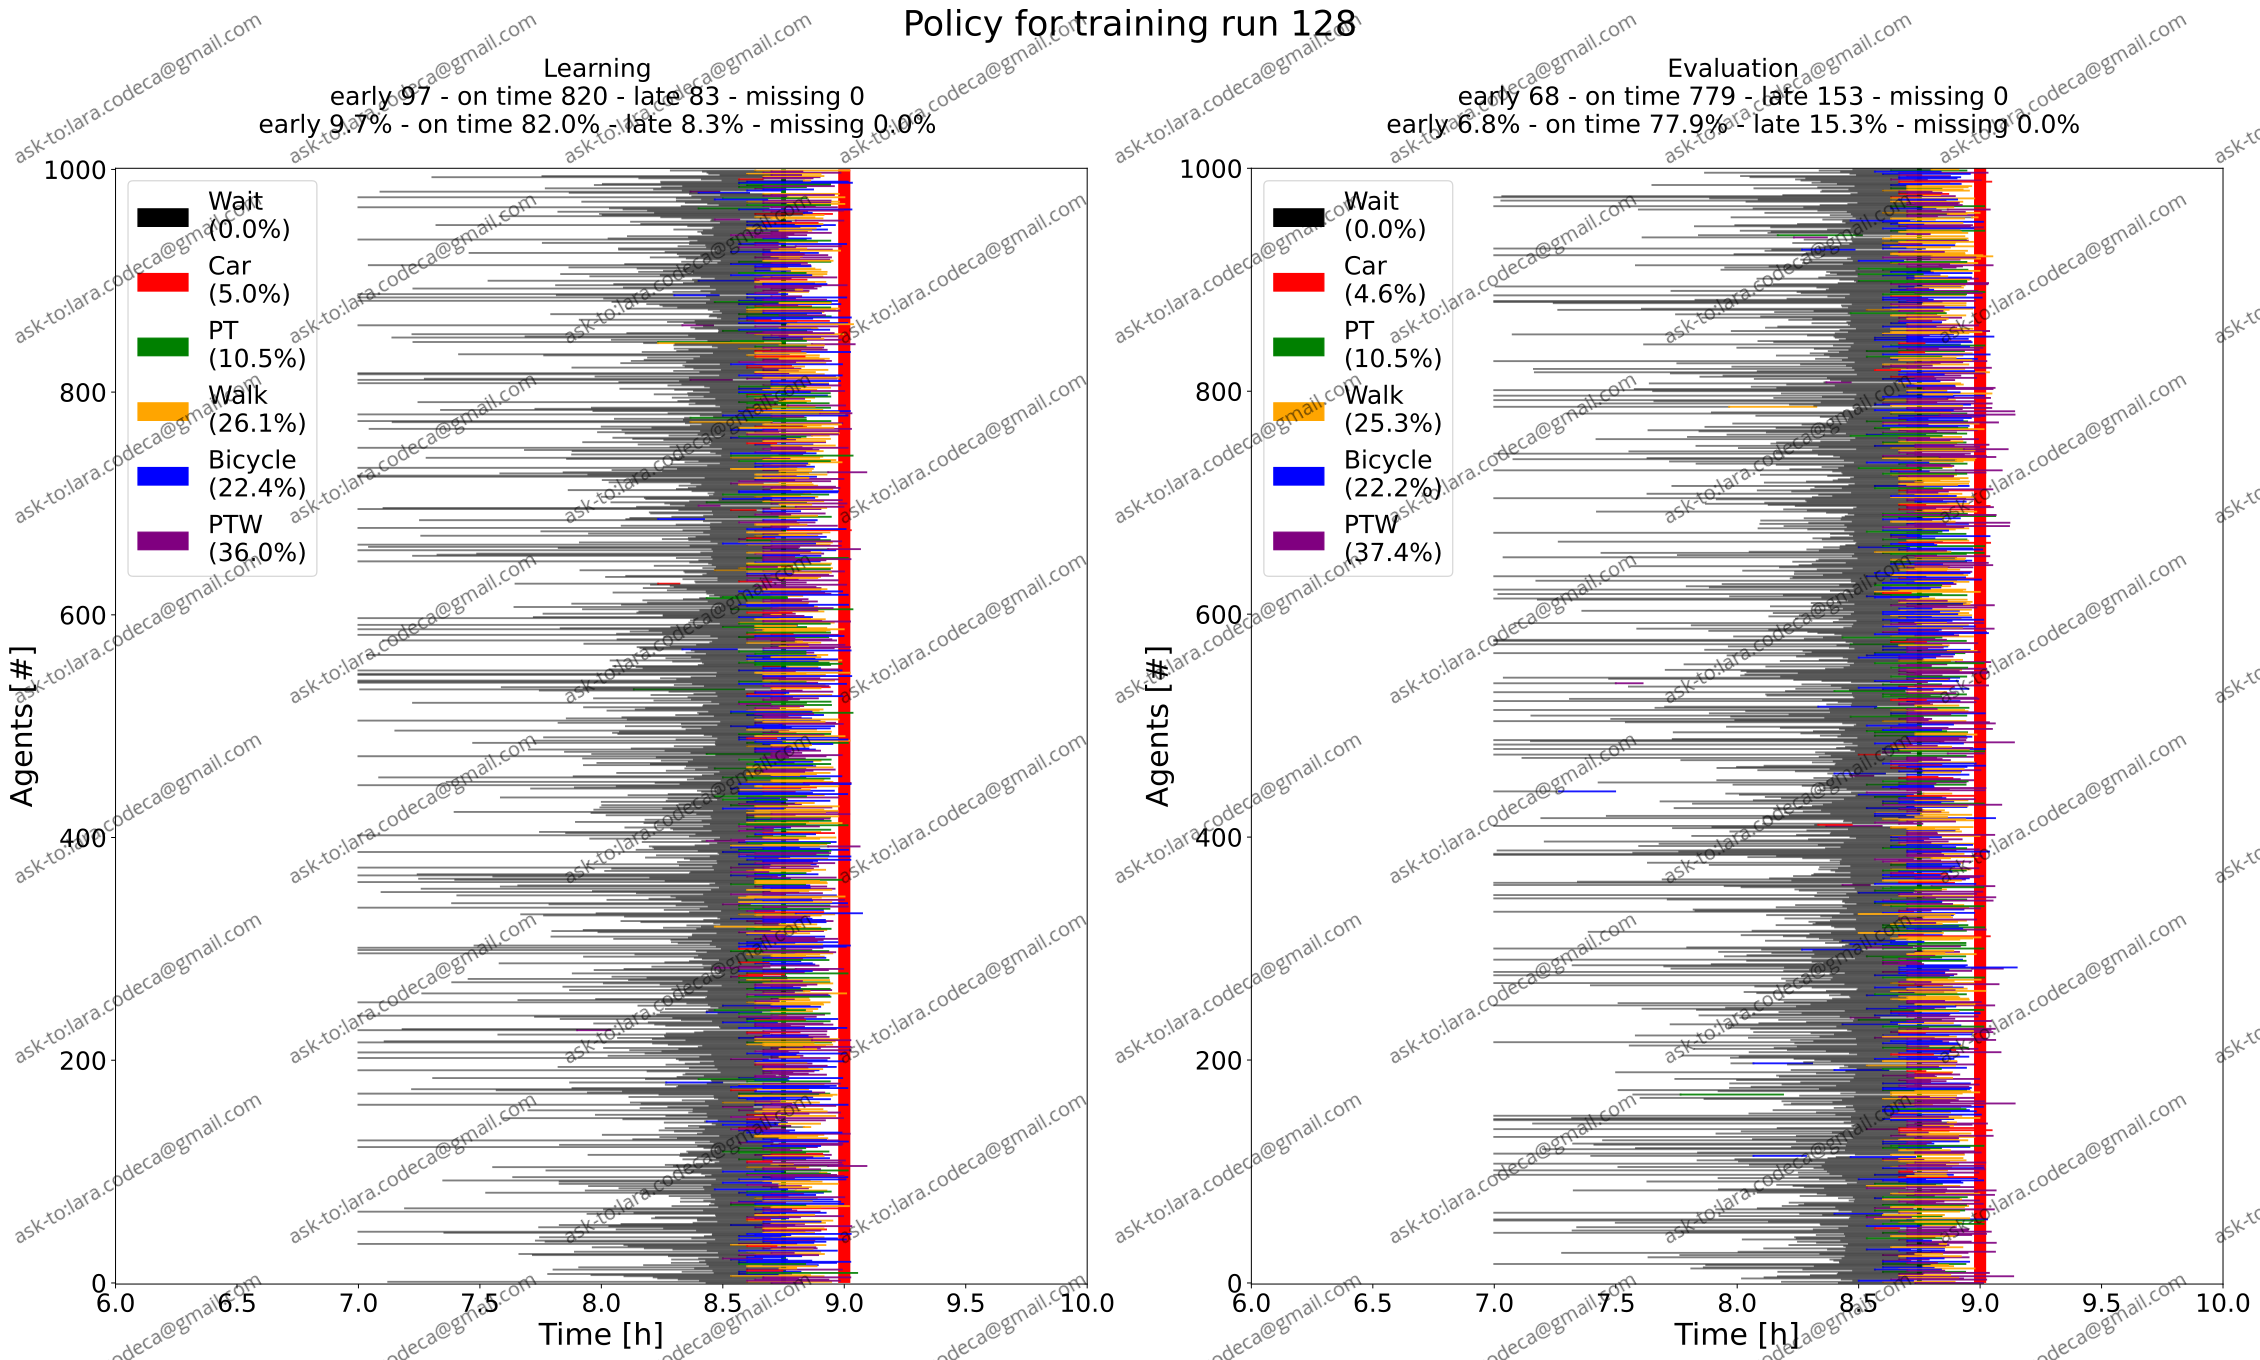 Policy for training run 128
Learning
early 97 - on time 820 - late 83 - missing 0
early 9.7% - on time 82.0% - late 8.3% - missing 0.0%
Agents [#]
1000
800
600
400
200
0
Wait
(0.0%)
Car
(5.0%)
PT
(10.5%)
Walk
(26.1%)
Bicycle
(22.4%)
PTW
(36.0%)
6.0 6.5 7.0 7.5 8.0 8.5 9.0 9.5 10.0
Time [h]
Evaluation
early 68 - on time 779 - late 153 - missing 0
early 6.8% - on time 77.9% - late 15.3% - missing 0.0%
Agents [#]
1000
800
600
400
200
0
Wait
(0.0%)
Car
(4.6%)
PT
(10.5%)
Walk
(25.3%)
Bicycle
(22.2%)
PTW
(37.4%)
6.0 6.5 7.0 7.5 8.0 8.5 9.0 9.5 10.0
Time [h]
ask-to:lara.codeca@gmail.com